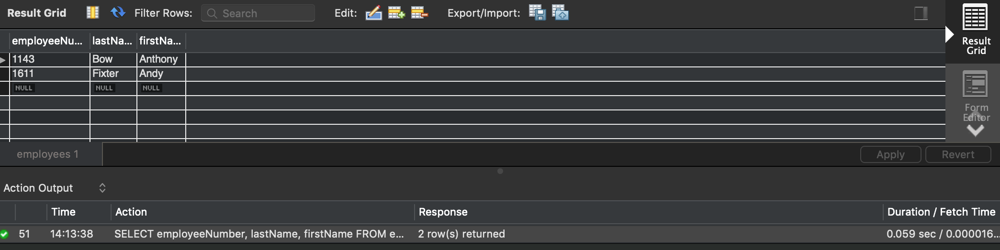 Result Grid Filter Rows: Search Edit: Export/Import:
employeeNu... lastNa... firstNa...
1143 Bow Anthony
1611 Fixter Andy
NULL NULL NULL
Result
Grid
Form
Editor
employees 1 Apply Revert
Action Output
Time Action Response Duration / Fetch Time
51 14:13:38 SELECT employeeNumber, lastName, firstName FROM e... 2 row(s) returned 0.059 sec / 0.000016...